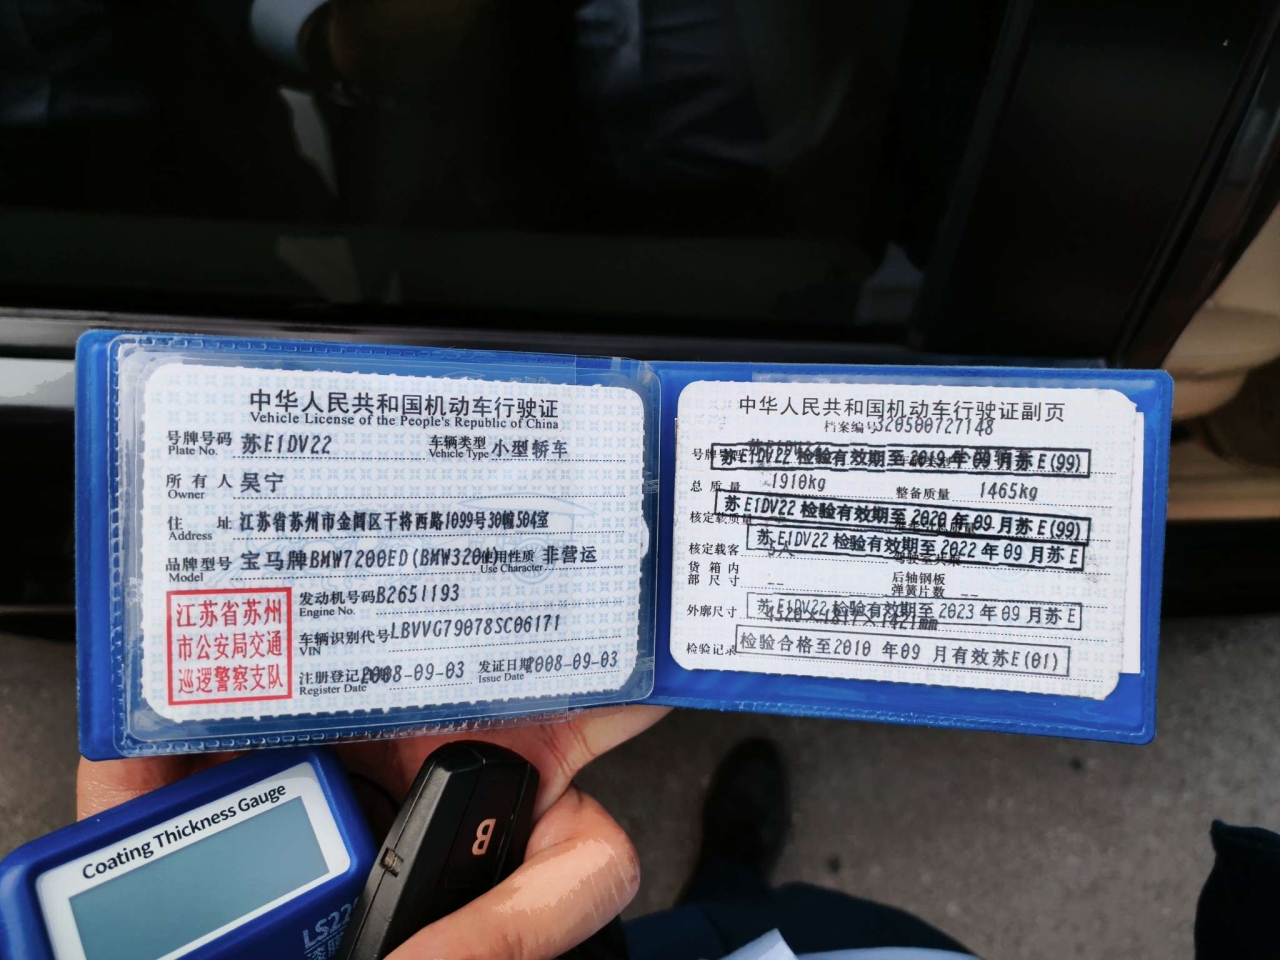 中华人民共和国机动车行驶证
Vehicle License of the People's Republic of China
号牌号码 苏E1DV22 车辆类型 小型轿车
Plate No. Vehicle Type
所有人 吴宁
Owner
住址 江苏省苏州市金阊区干将西路1099号30幢504室
Address
品牌型号 宝马牌BMW7200ED(BMW320i) 使用性质 非营运
Model Use Character
江苏省苏州
市公安局交通
巡逻警察支队
发动机号码 B2651193
Engine No.
车辆识别代号 LBVVG79078SC06171
VIN
注册登记 2008-09-03 发证日期 2008-09-03
Register Date Issue Date
中华人民共和国机动车行驶证副页
档案编号 320500727148
苏E1DV22 检验有效期至2019年09月苏E(99)
总质量 1910kg 整备质量 1465kg
苏E1DV22 检验有效期至2020年09月苏E(99)
核定载质量
苏E1DV22 检验有效期至2022年09月苏E
核定载客
货箱内
部尺寸 -- 后轴钢板
弹簧片数 --
苏E1DV22 检验有效期至2023年09月苏E
外廓尺寸 4520×1817×1421mm
检验记录 检验合格至2010年09月有效苏E(01)
Coating Thickness Gauge
B